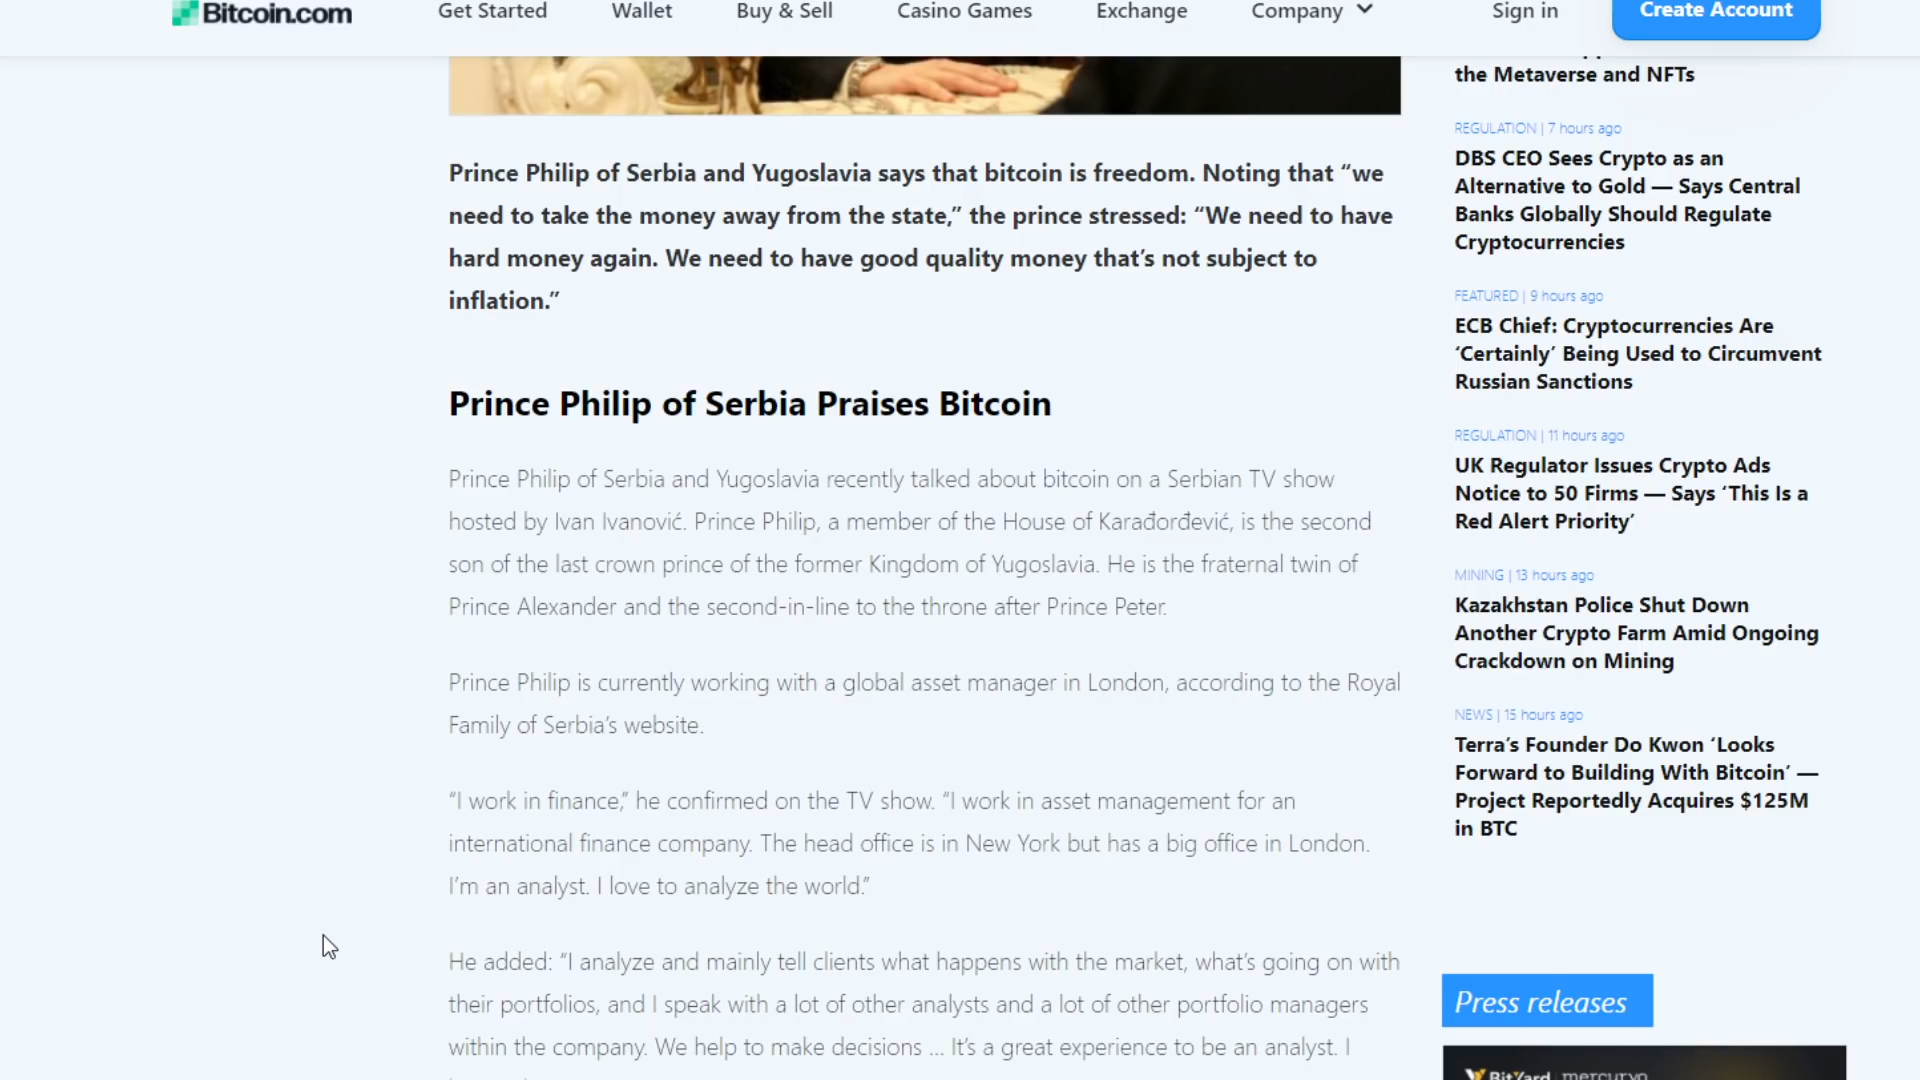 Bitcoin.com
Get Started
Wallet
Buy & Sell
Casino Games
Exchange
Company
Sign in
Create Account
Prince Philip of Serbia and Yugoslavia says that bitcoin is freedom. Noting that “we
need to take the money away from the state,” the prince stressed: “We need to have
hard money again. We need to have good quality money that’s not subject to
inflation.”
Prince Philip of Serbia Praises Bitcoin
Prince Philip of Serbia and Yugoslavia recently talked about bitcoin on a Serbian TV show
hosted by Ivan Ivanović. Prince Philip, a member of the House of Karađorđević, is the second
son of the last crown prince of the former Kingdom of Yugoslavia. He is the fraternal twin of
Prince Alexander and the second-in-line to the throne after Prince Peter.
Prince Philip is currently working with a global asset manager in London, according to the Royal
Family of Serbia’s website.
“I work in finance,” he confirmed on the TV show. “I work in asset management for an
international finance company. The head office is in New York but has a big office in London.
I’m an analyst. I love to analyze the world.”
He added: “I analyze and mainly tell clients what happens with the market, what’s going on with
their portfolios, and I speak with a lot of other analysts and a lot of other portfolio managers
within the company. We help to make decisions … It’s a great experience to be an analyst. I
the Metaverse and NFTs
REGULATION | 7 hours ago
DBS CEO Sees Crypto as an
Alternative to Gold — Says Central
Banks Globally Should Regulate
Cryptocurrencies
FEATURED | 9 hours ago
ECB Chief: Cryptocurrencies Are
‘Certainly’ Being Used to Circumvent
Russian Sanctions
REGULATION | 11 hours ago
UK Regulator Issues Crypto Ads
Notice to 50 Firms — Says ‘This Is a
Red Alert Priority’
MINING | 13 hours ago
Kazakhstan Police Shut Down
Another Crypto Farm Amid Ongoing
Crackdown on Mining
NEWS | 15 hours ago
Terra’s Founder Do Kwon ‘Looks
Forward to Building With Bitcoin’ —
Project Reportedly Acquires $125M
in BTC
Press releases
BitYard | mercuryo